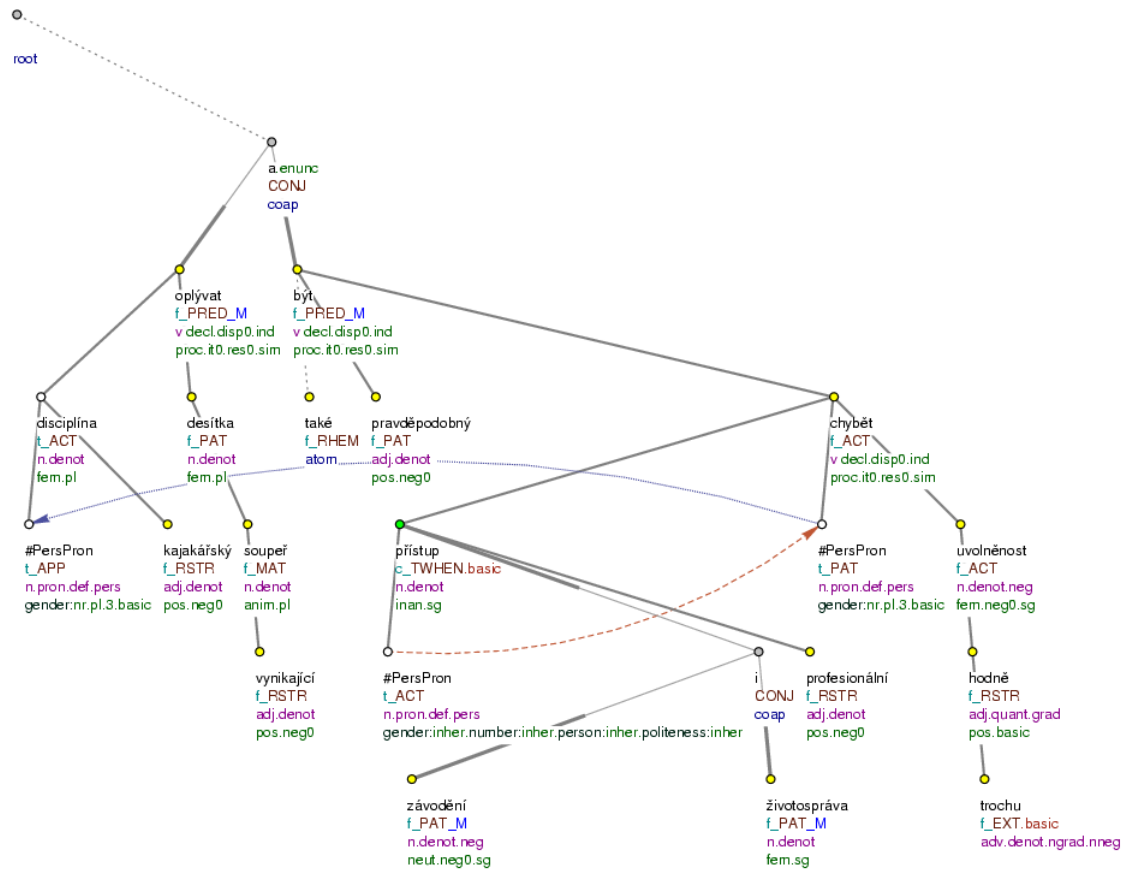 root
a.enunc
CONJ
coap
oplývat
f_PRED_M
v decl.disp0.ind
proc.it0.res0.sim
být
f_PRED_M
v decl.disp0.ind
proc.it0.res0.sim
disciplína
t_ACT
n.denot
fem.pl
desítka
f_PAT
n.denot
fem.pl
také
f_RHEM
atom
pravděpodobný
f_PAT
adj.denot
pos.neg0
chybět
f_ACT
v decl.disp0.ind
proc.it0.res0.sim
#PersPron
t_APP
n.pron.def.pers
gender:nr.pl.3.basic
kajakářský
f_RSTR
adj.denot
pos.neg0
soupeř
f_MAT
n.denot
anim.pl
přístup
c_TWHEN.basic
n.denot
inan.sg
#PersPron
t_PAT
n.pron.def.pers
gender:nr.pl.3.basic
uvolněnost
f_ACT
n.denot.neg
fem.neg0.sg
vynikající
f_RSTR
adj.denot
pos.neg0
#PersPron
t_ACT
n.pron.def.pers
gender:inher.number:inher.person:inher.politeness:inher
i
CONJ
coap
profesionální
f_RSTR
adj.denot
pos.neg0
hodně
f_RSTR
adj.quant.grad
pos.basic
závodění
f_PAT_M
n.denot.neg
neut.neg0.sg
životospráva
f_PAT_M
n.denot
fem.sg
trochu
f_EXT.basic
adv.denot.ngrad.nneg